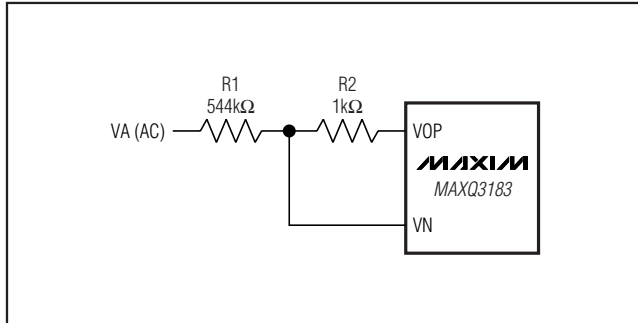 R1
544kΩ
R2
1kΩ
VA (AC)
VOP
MAXIM
MAXQ3183
VN